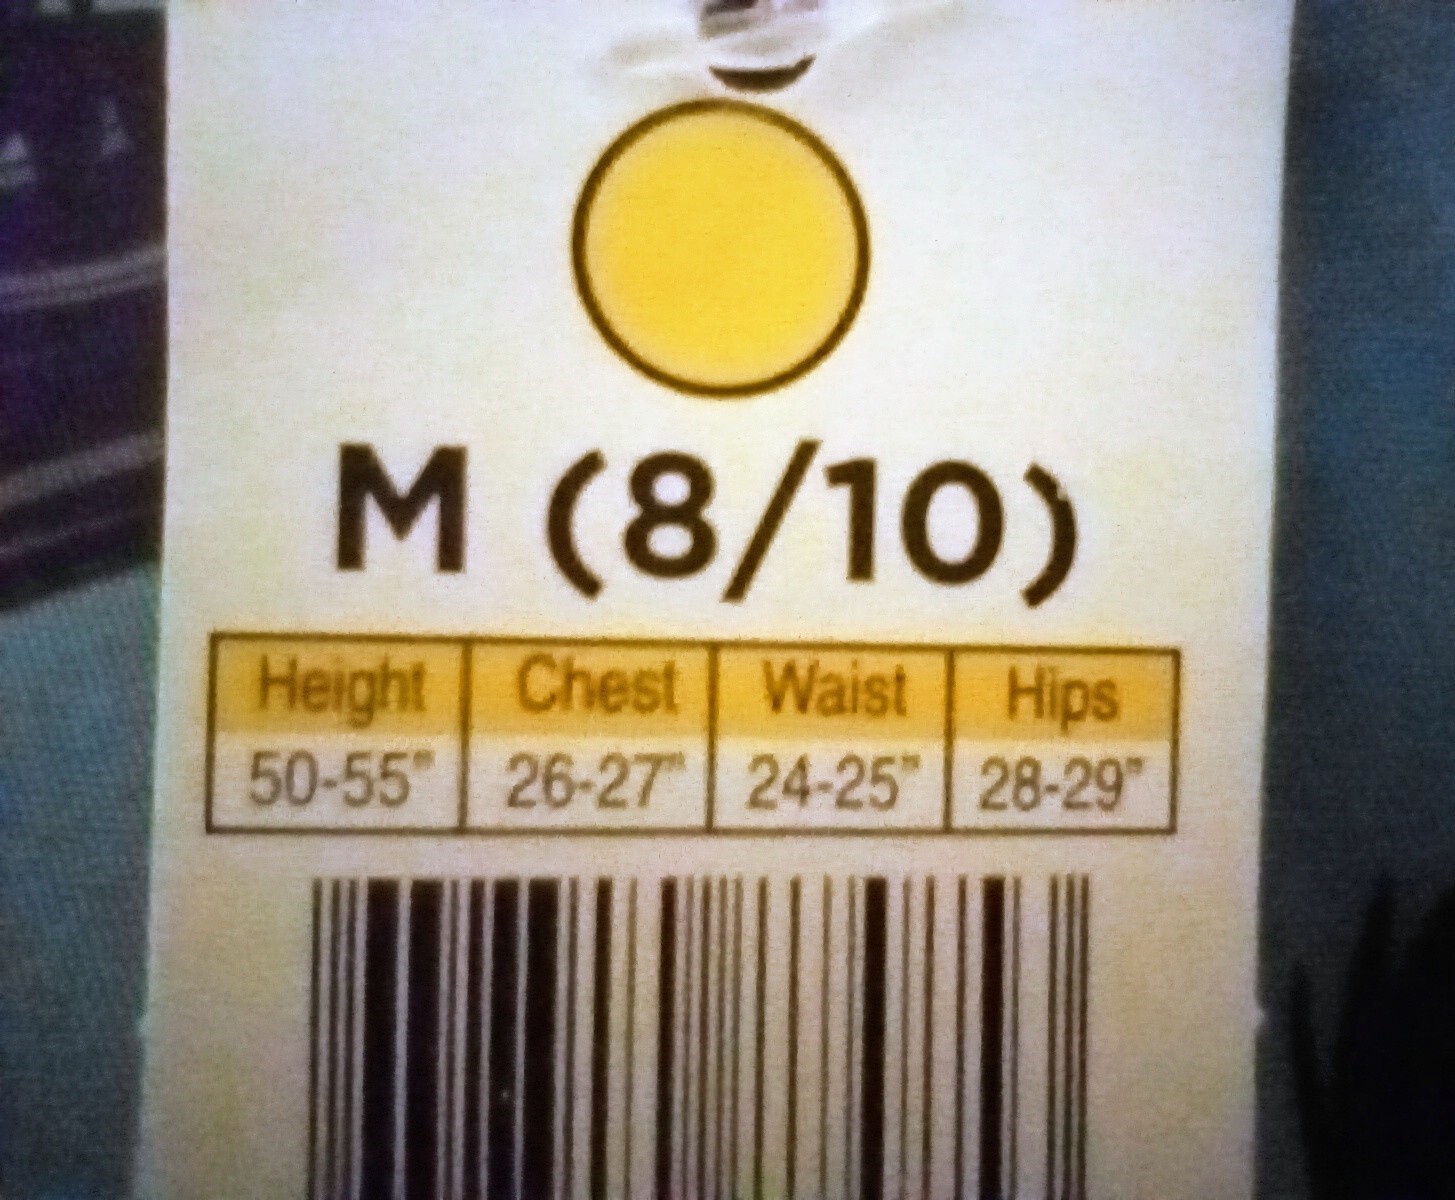 M (8/10)
Height Chest Waist Hips
50-55" 26-27" 24-25" 28-29"